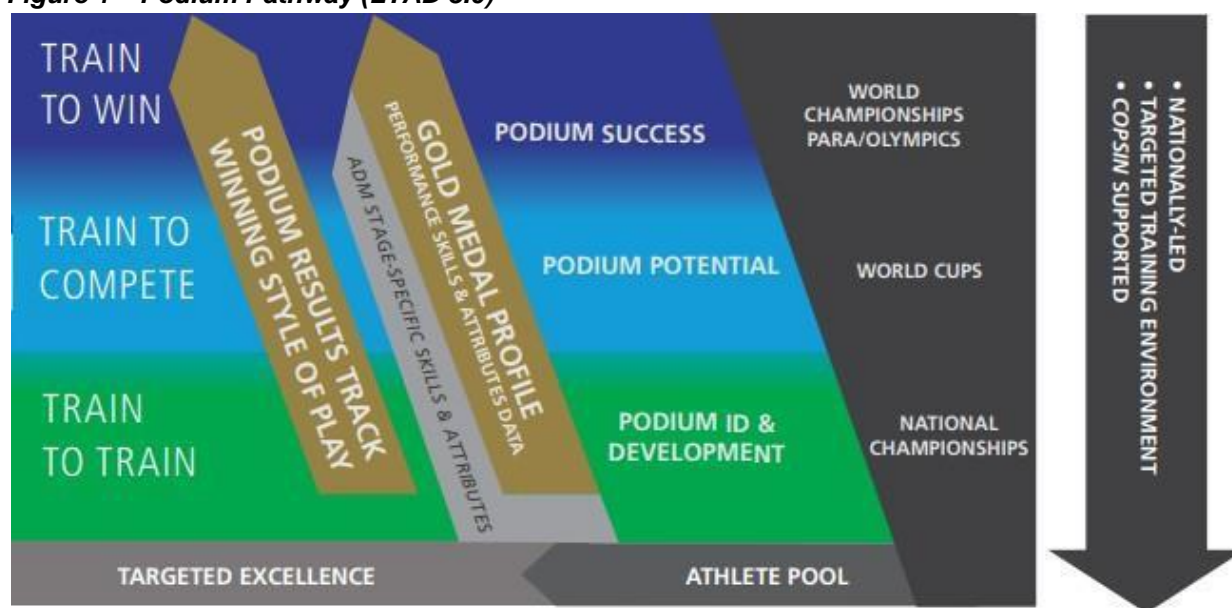 Figure 1 – Podium Pathway (LTAD 3.0)
TRAIN
TO WIN
TRAIN TO
COMPETE
TRAIN
TO TRAIN
PODIUM RESULTS TRACK
WINNING STYLE OF PLAY
ADM STAGE-SPECIFIC SKILLS & ATTRIBUTES
GOLD MEDAL PROFILE
PERFORMANCE SKILLS & ATTRIBUTES DATA
PODIUM SUCCESS
PODIUM POTENTIAL
PODIUM ID &
DEVELOPMENT
WORLD
CHAMPIONSHIPS
PARA/OLYMPICS
WORLD CUPS
NATIONAL
CHAMPIONSHIPS
• NATIONALLY-LED
• TARGETED TRAINING ENVIRONMENT
• COPSIN SUPPORTED
TARGETED EXCELLENCE
ATHLETE POOL